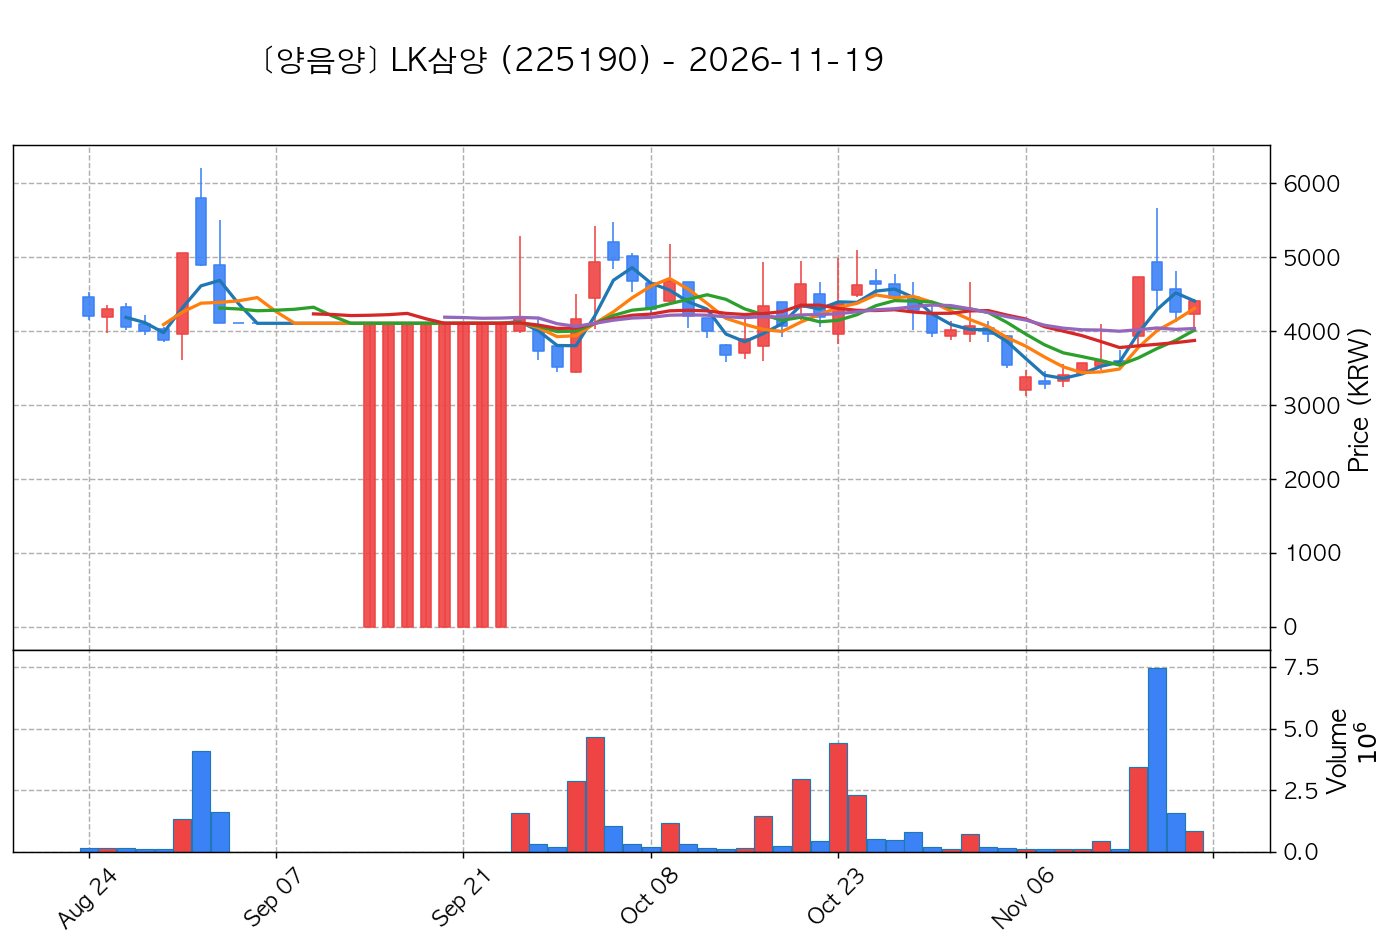 〔양음양〕 LK삼양 (225190) - 2026-11-19
6000
5000
4000
3000
2000
1000
0
Price (KRW)
7.5
5.0
2.5
0.0
Volume
10^6
Aug 24
Sep 07
Sep 21
Oct 08
Oct 23
Nov 06